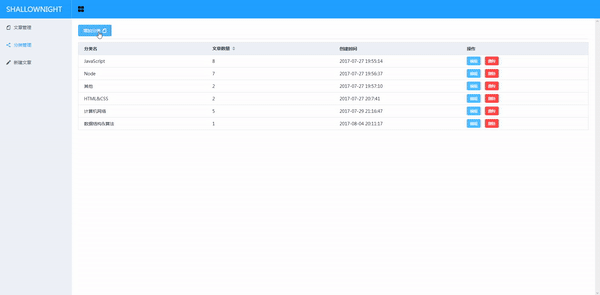 SHALLOWNIGHT
文章管理
分类管理
新建文章
增加分类
分类名 文章数量 创建时间 操作
JavaScript 8 2017-07-27 19:55:14 编辑 删除
Node 7 2017-07-27 19:56:37 编辑 删除
其他 2 2017-07-27 19:57:10 编辑 删除
HTML&CSS 2 2017-07-27 20:7:41 编辑 删除
计算机网络 5 2017-07-29 21:16:47 编辑 删除
数据结构&算法 1 2017-08-04 20:11:17 编辑 删除